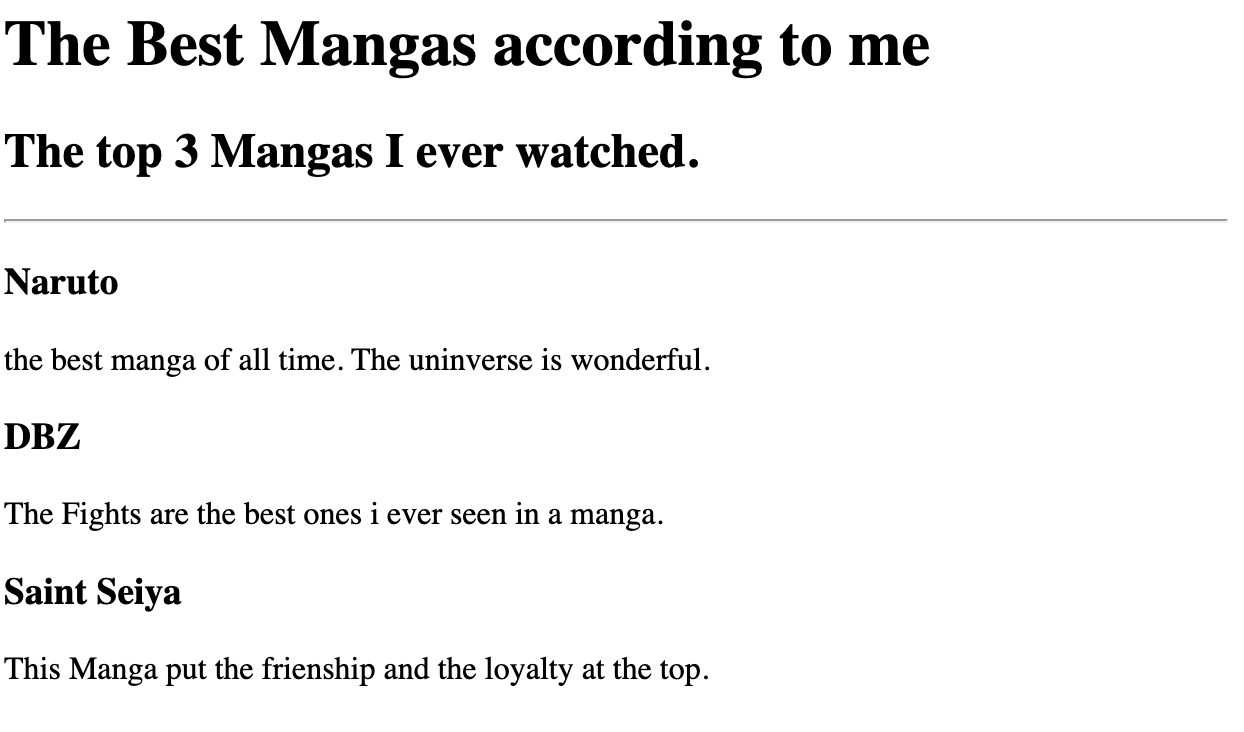 The Best Mangas according to me
The top 3 Mangas I ever watched.
Naruto
the best manga of all time. The uninverse is wonderful.
DBZ
The Fights are the best ones i ever seen in a manga.
Saint Seiya
This Manga put the frienship and the loyalty at the top.